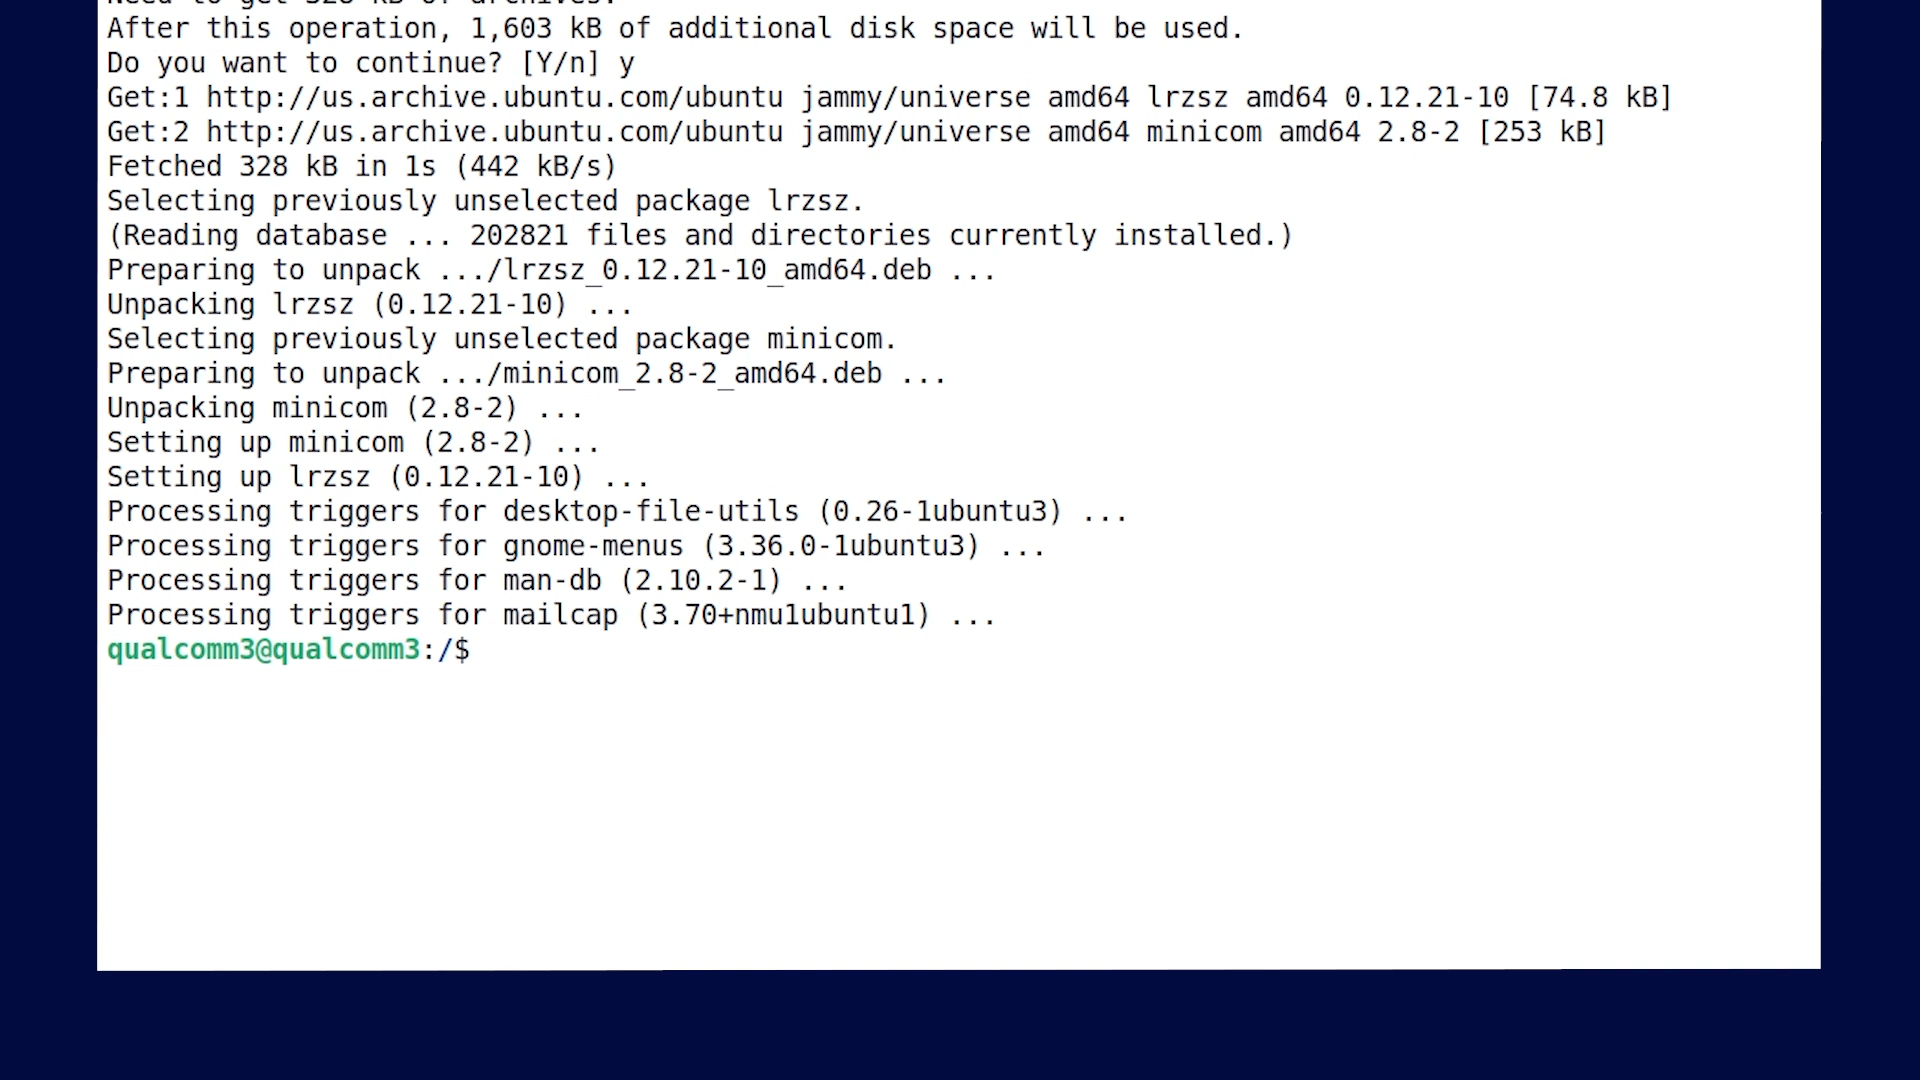 Need to get 328 kB of archives.
After this operation, 1,603 kB of additional disk space will be used.
Do you want to continue? [Y/n] y
Get:1 http://us.archive.ubuntu.com/ubuntu jammy/universe amd64 lrzsz amd64 0.12.21-10 [74.8 kB]
Get:2 http://us.archive.ubuntu.com/ubuntu jammy/universe amd64 minicom amd64 2.8-2 [253 kB]
Fetched 328 kB in 1s (442 kB/s)
Selecting previously unselected package lrzsz.
(Reading database ... 202821 files and directories currently installed.)
Preparing to unpack .../lrzsz_0.12.21-10_amd64.deb ...
Unpacking lrzsz (0.12.21-10) ...
Selecting previously unselected package minicom.
Preparing to unpack .../minicom_2.8-2_amd64.deb ...
Unpacking minicom (2.8-2) ...
Setting up minicom (2.8-2) ...
Setting up lrzsz (0.12.21-10) ...
Processing triggers for desktop-file-utils (0.26-1ubuntu3) ...
Processing triggers for gnome-menus (3.36.0-1ubuntu3) ...
Processing triggers for man-db (2.10.2-1) ...
Processing triggers for mailcap (3.70+nmu1ubuntu1) ...
qualcomm3@qualcomm3:/$